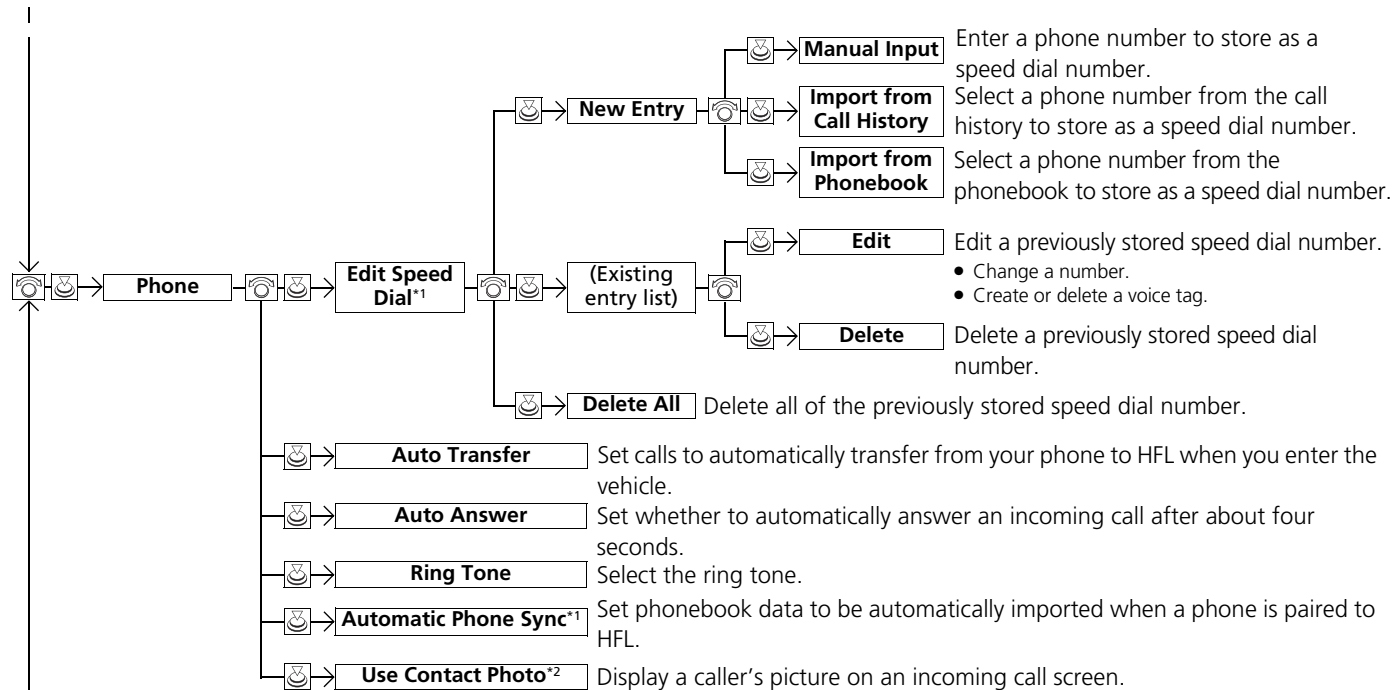 Manual Input
Enter a phone number to store as a
speed dial number.
New Entry
Import from
Call History
Select a phone number from the call
history to store as a speed dial number.
Import from
Phonebook
Select a phone number from the
phonebook to store as a speed dial number.
Phone
Edit Speed
Dial*1
(Existing
entry list)
Edit
Edit a previously stored speed dial number.
● Change a number.
● Create or delete a voice tag.
Delete
Delete a previously stored speed dial
number.
Delete All
Delete all of the previously stored speed dial number.
Auto Transfer
Set calls to automatically transfer from your phone to HFL when you enter the
vehicle.
Auto Answer
Set whether to automatically answer an incoming call after about four
seconds.
Ring Tone
Select the ring tone.
Automatic Phone Sync*1
Set phonebook data to be automatically imported when a phone is paired to
HFL.
Use Contact Photo*2
Display a caller’s picture on an incoming call screen.